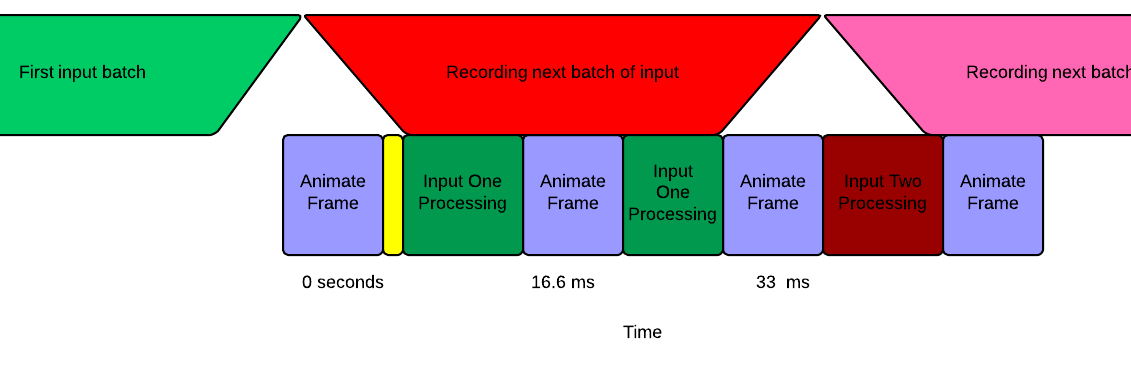 First input batch
Recording next batch of input
Recording next batch
Animate
Frame
Input One
Processing
Animate
Frame
Input
One
Processing
Animate
Frame
Input Two
Processing
Animate
Frame
0 seconds
16.6 ms
33  ms
Time